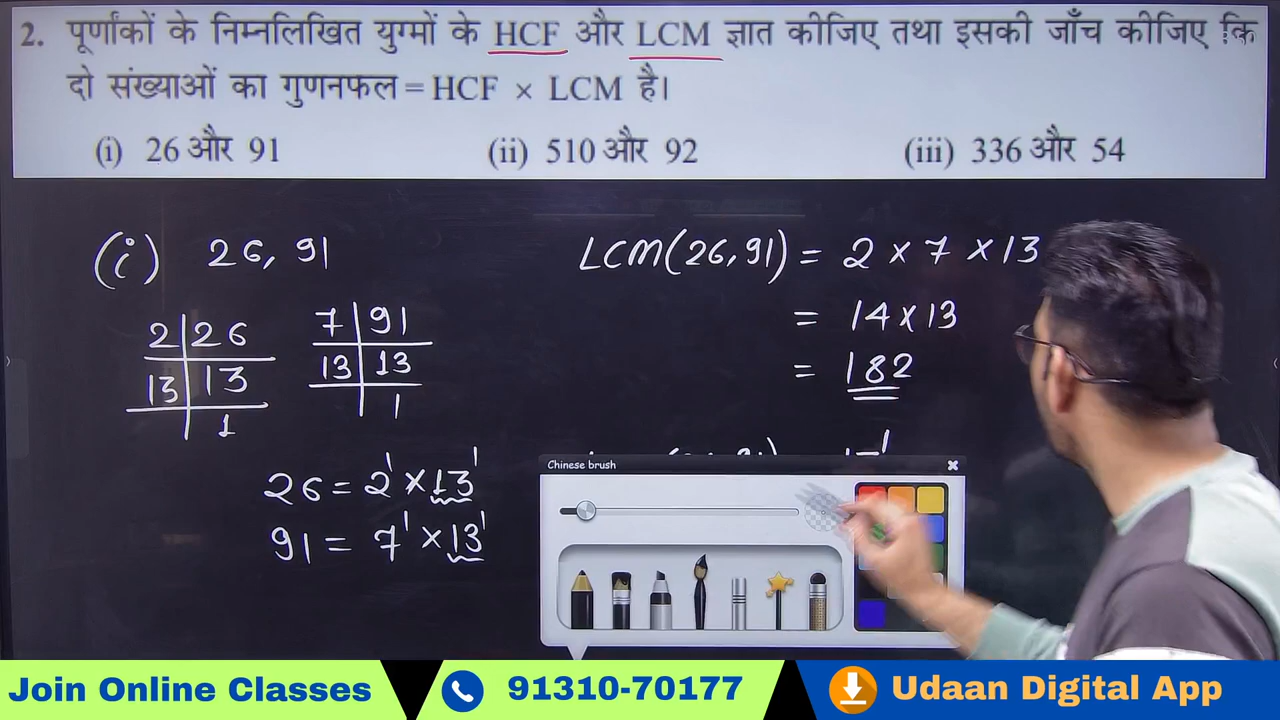 2. पूर्णांकों के निम्नलिखित युग्मों के HCF और LCM ज्ञात कीजिए तथा इसकी जाँच कीजिए कि
दो संख्याओं का गुणनफल = HCF × LCM है।
(i) 26 और 91 (ii) 510 और 92 (iii) 336 और 54
(i) 26, 91
2 | 26
13 | 13
1
7 | 91
13 | 13
1
26 = 2¹ × 13¹
91 = 7¹ × 13¹
LCM(26,91) = 2 × 7 × 13
= 14 × 13
= 182
Chinese brush
Join Online Classes
91310-70177
Udaan Digital App